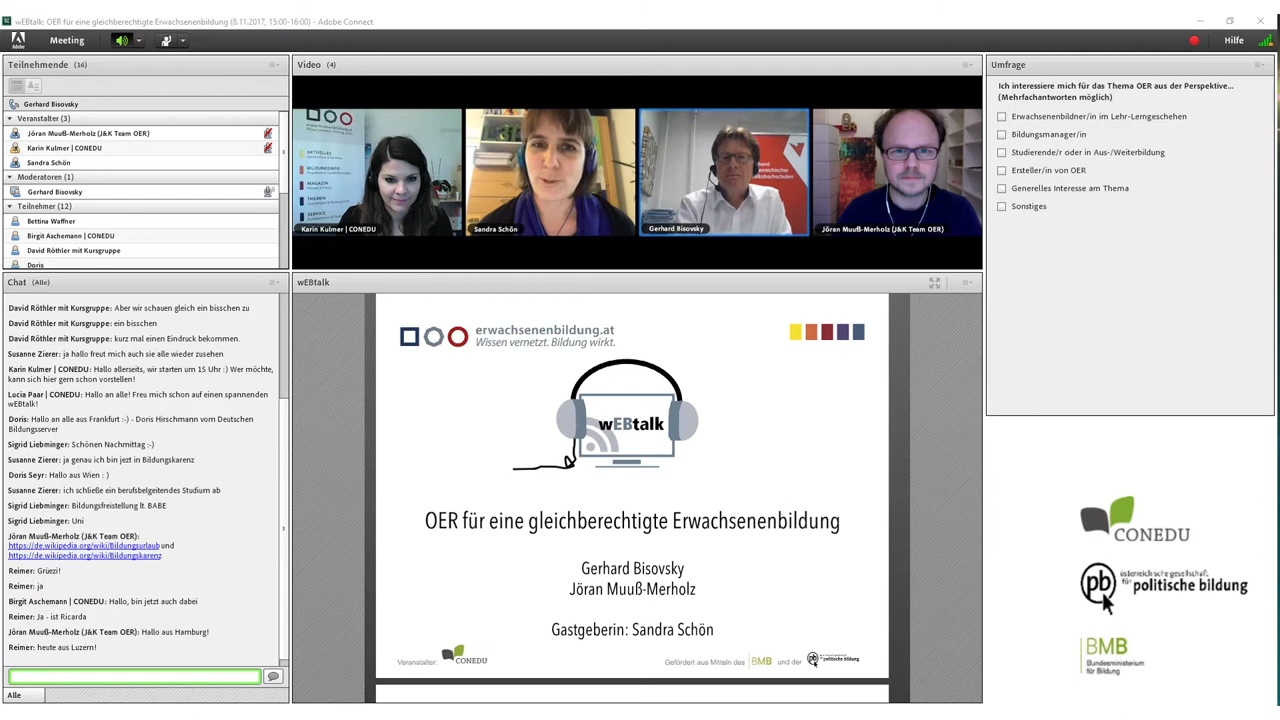 wEBtalk: OER für eine gleichberechtigte Erwachsenenbildung (8.11.2017, 15:00-16:00) - Adobe Connect
Adobe
Meeting
Hilfe
Teilnehmende (16)
Gerhard Bisovsky
Veranstalter (3)
Jöran Muuß-Merholz (J&K Team OER)
Karin Kulmer | CONEDU
Sandra Schön
Moderatoren (1)
Gerhard Bisovsky
Teilnehmer (12)
Bettina Waffner
Birgit Aschemann | CONEDU
David Röthler mit Kursgruppe
Doris
Chat (Alle)
David Röthler mit Kursgruppe: Aber wir schauen gleich ein bisschen zu
David Röthler mit Kursgruppe: ein bisschen
David Röthler mit Kursgruppe: kurz mal einen Eindruck bekommen.
Susanne Zierer: ja hallo freut mich auch sie alle wieder zusehen
Karin Kulmer | CONEDU: Hallo allerseits, wir starten um 15 Uhr :) Wer möchte,
kann sich hier gern schon vorstellen!
Lucia Paar | CONEDU: Hallo an alle! Freu mich schon auf einen spannenden
wEBtalk!
Doris: Hallo an alle aus Frankfurt :-) - Doris Hirschmann vom Deutschen
Bildungsserver
Sigrid Liebminger: Schönen Nachmittag :-)
Susanne Zierer: ja genau ich bin jezt in Bildungskarenz
Doris Seyr: Hallo aus Wien : )
Susanne Zierer: ich schließe ein berufsbelgeitendes Studium ab
Sigrid Liebminger: Bildungsfreistellung lt. BABE
Sigrid Liebminger: Uni
Jöran Muuß-Merholz (J&K Team OER):
https://de.wikipedia.org/wiki/Bildungsurlaub und
https://de.wikipedia.org/wiki/Bildungskarenz
Reimer: Grüezi!
Reimer: ja
Birgit Aschemann | CONEDU: Hallo, bin jetzt auch dabei
Reimer: Ja - ist Ricarda
Jöran Muuß-Merholz (J&K Team OER): Hallo aus Hamburg!
Reimer: heute aus Luzern!
Alle
Video (4)
erwachsenenbildung.at
AKTUELLES
BILDUNGSINFO
MAGAZIN
THEMEN
SERVICE
Karin Kulmer | CONEDU
Sandra Schön
Gerhard Bisovsky
Jöran Muuß-Merholz (J&K Team OER)
wEBtalk
erwachsenenbildung.at
Wissen vernetzt. Bildung wirkt.
wEBtalk
OER für eine gleichberechtigte Erwachsenenbildung
Gerhard Bisovsky
Jöran Muuß-Merholz
Gastgeberin: Sandra Schön
Veranstalter: CONEDU
Gefördert aus Mitteln des BMB und der pb politische bildung
Umfrage
Ich interessiere mich für das Thema OER aus der Perspektive...
(Mehrfachantworten möglich)
Erwachsenenbildner/in im Lehr-Lerngeschehen
Bildungsmanager/in
Studierende/r oder in Aus-/Weiterbildung
Ersteller/in von OER
Generelles Interesse am Thema
Sonstiges
CONEDU
pb österreichische gesellschaft
für politische bildung
BMB
Bundesministerium
für Bildung